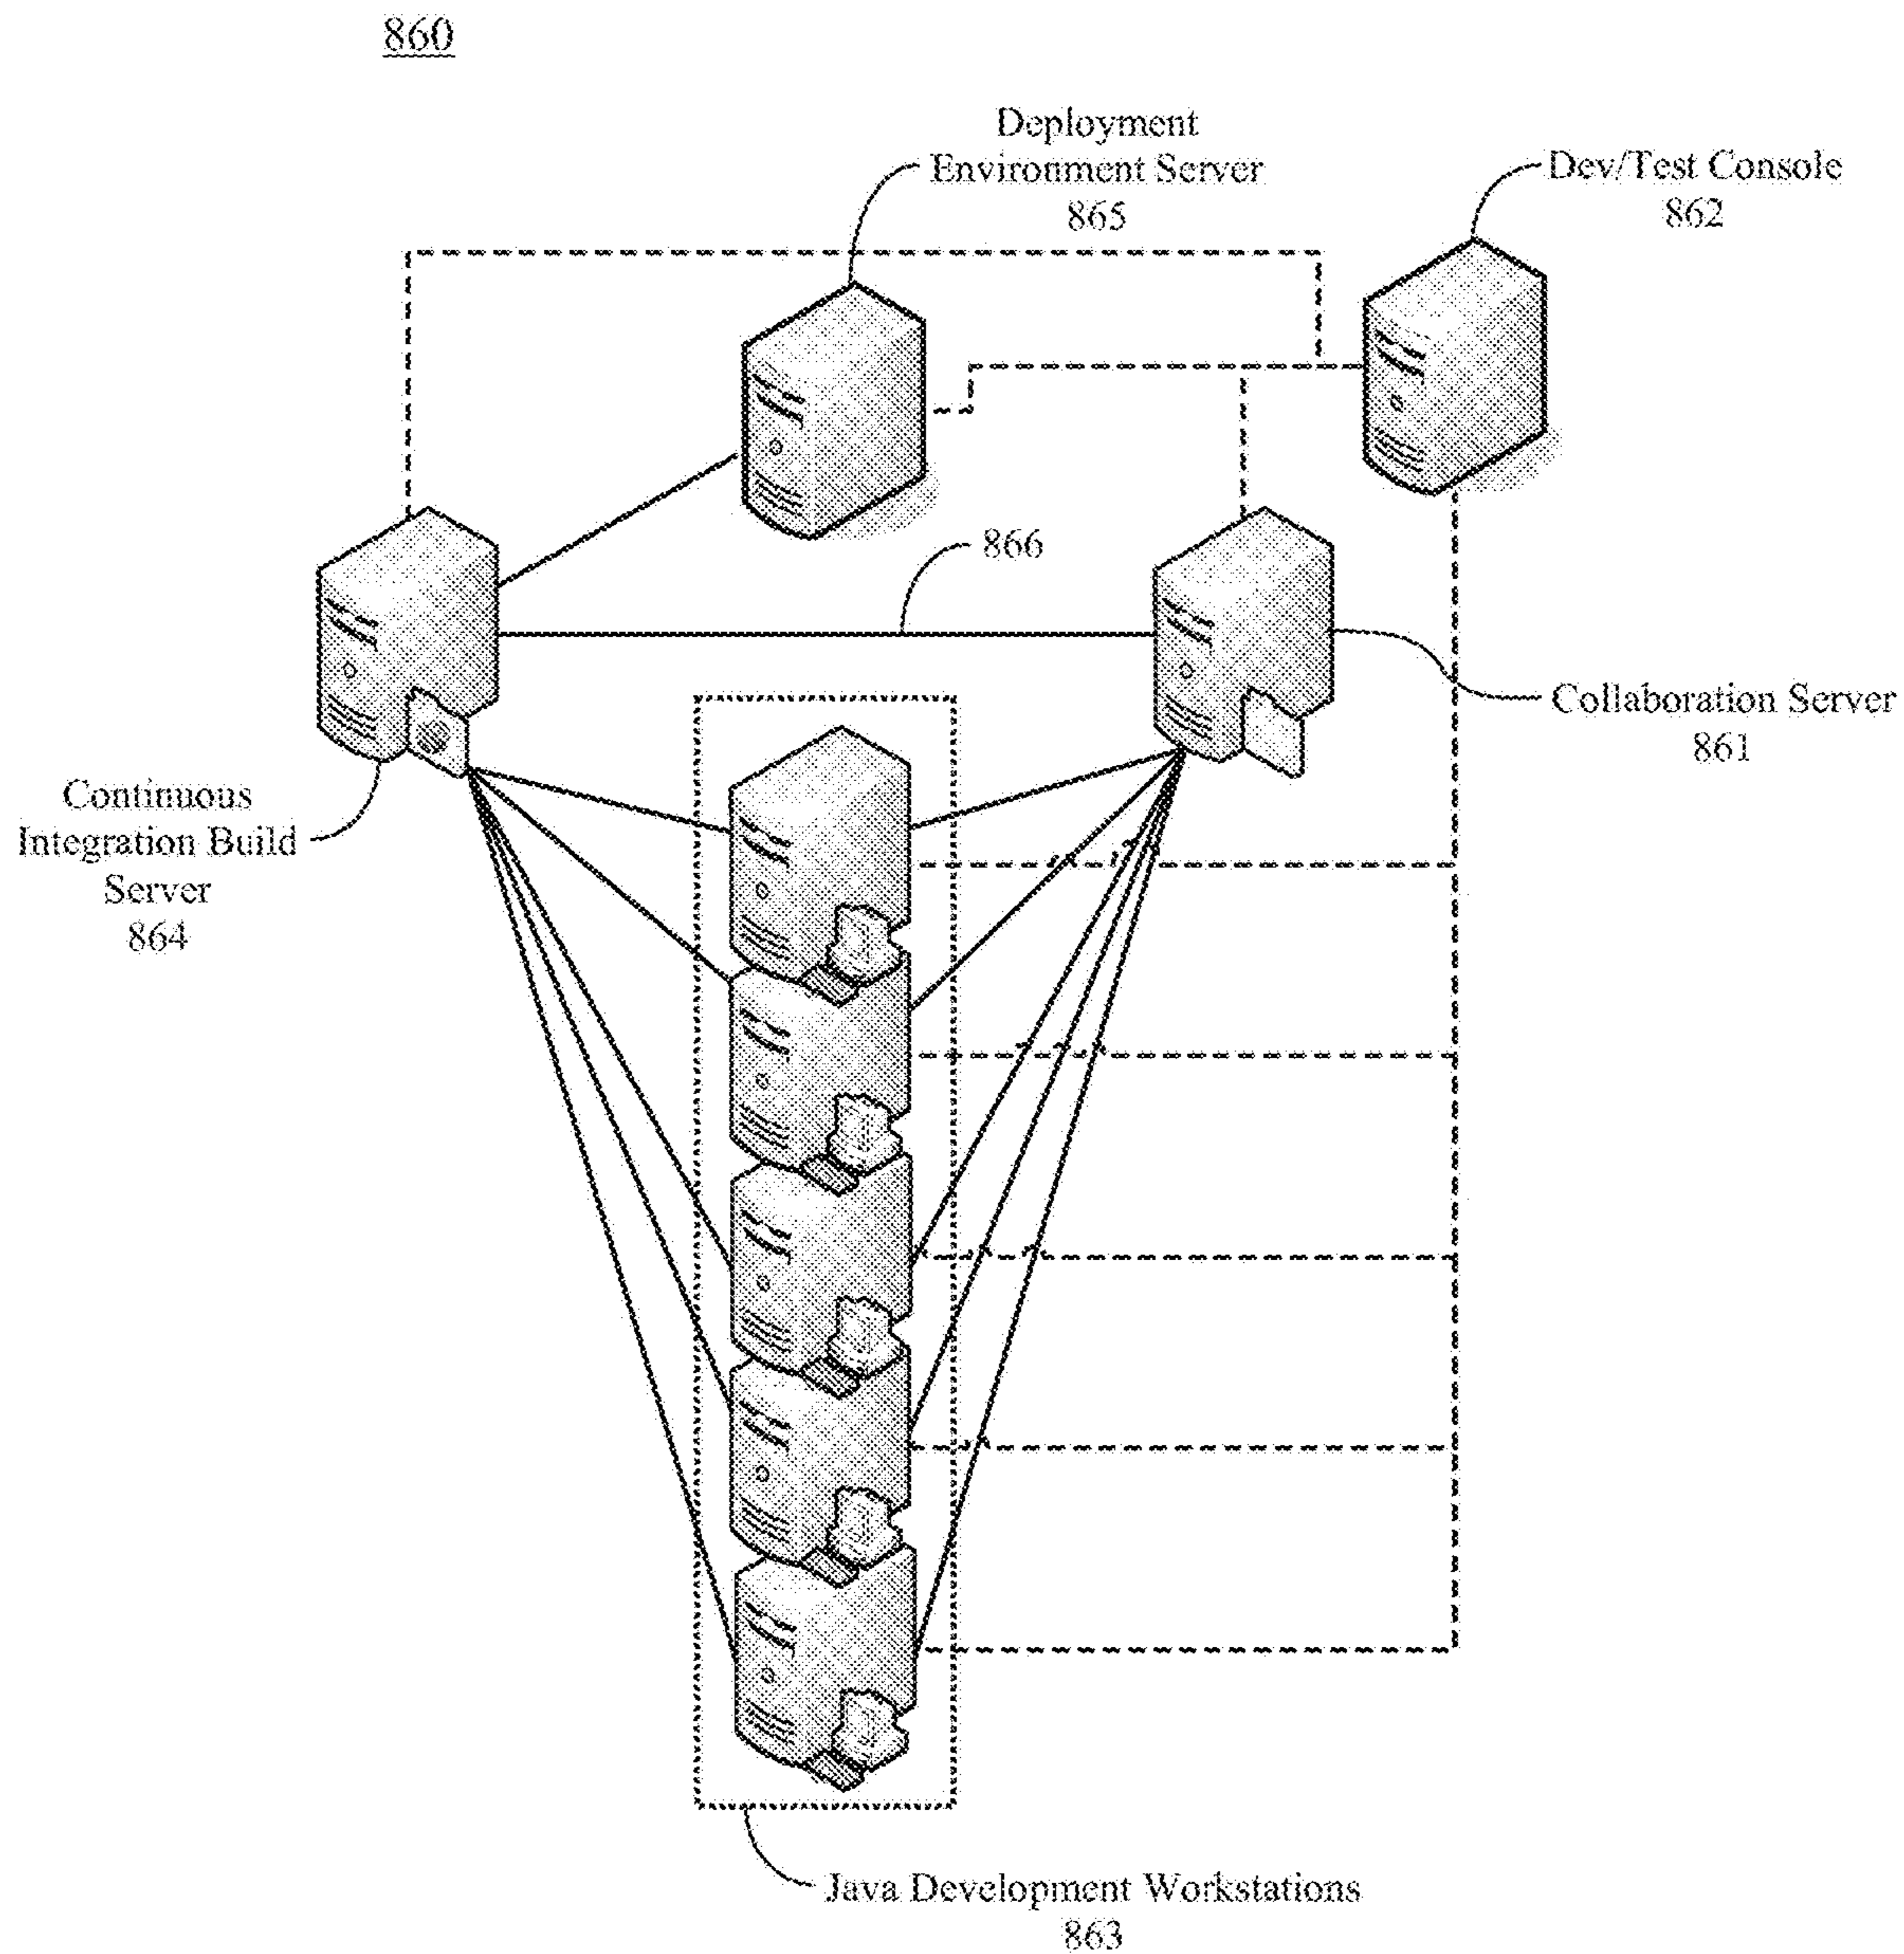 860
Deployment
Environment Server
865
Dev/Test Console
862
866
Collaboration Server
861
Continuous
Integration Build
Server
864
Java Development Workstations
863